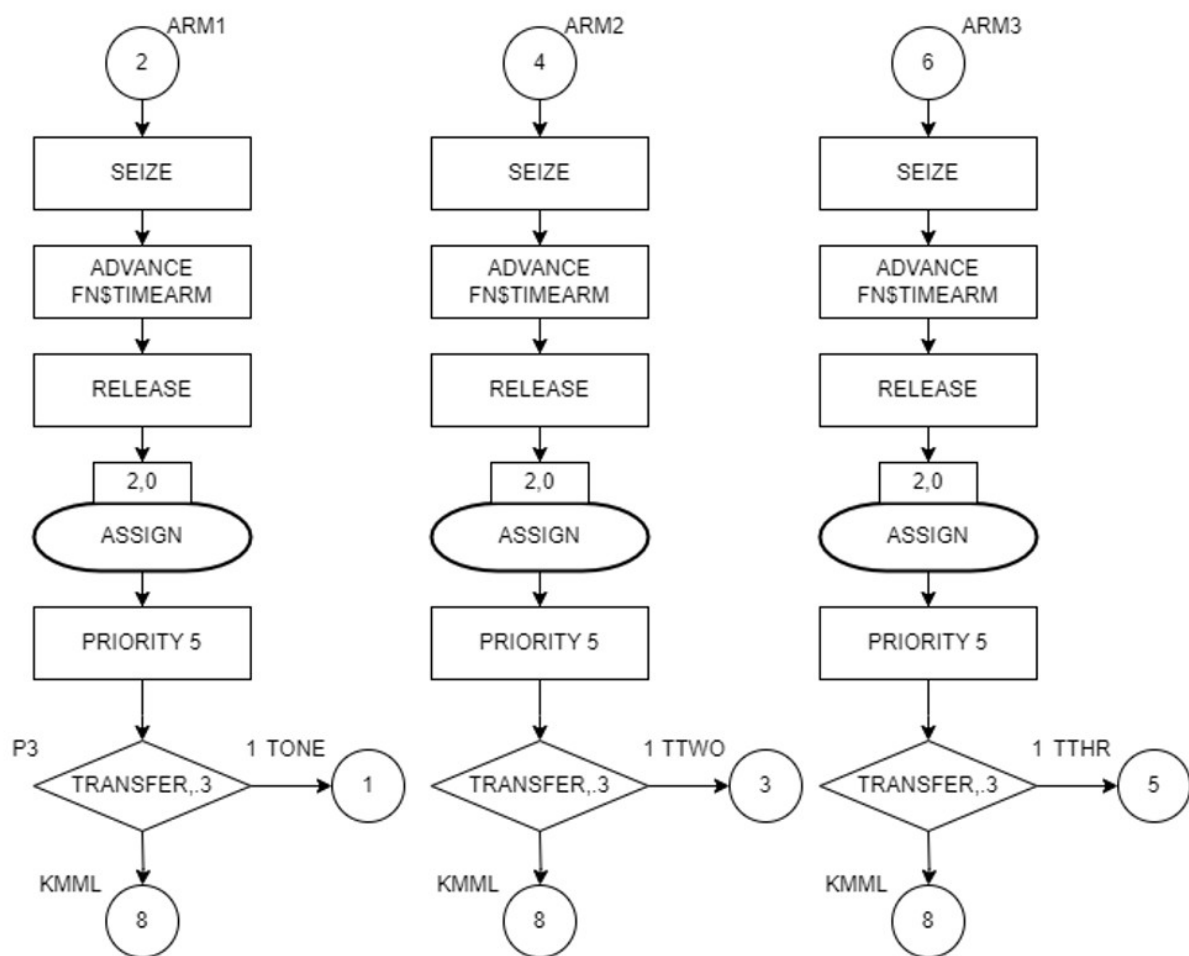 ARM1
2
SEIZE
ADVANCE
FN$TIMEARM
RELEASE
2,0
ASSIGN
PRIORITY 5
P3
1 TONE
TRANSFER,.3
1
KMML
8
ARM2
4
SEIZE
ADVANCE
FN$TIMEARM
RELEASE
2,0
ASSIGN
PRIORITY 5
1 TTWO
TRANSFER,.3
3
KMML
8
ARM3
6
SEIZE
ADVANCE
FN$TIMEARM
RELEASE
2,0
ASSIGN
PRIORITY 5
1 TTHR
TRANSFER,.3
5
KMML
8